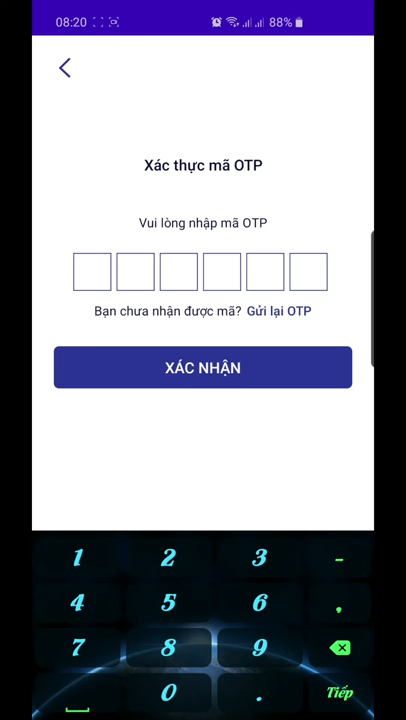 08:20 88%
Xác thực mã OTP
Vui lòng nhập mã OTP
Bạn chưa nhận được mã? Gửi lại OTP
XÁC NHẬN
1 2 3 -
4 5 6 ,
7 8 9
0 . Tiếp